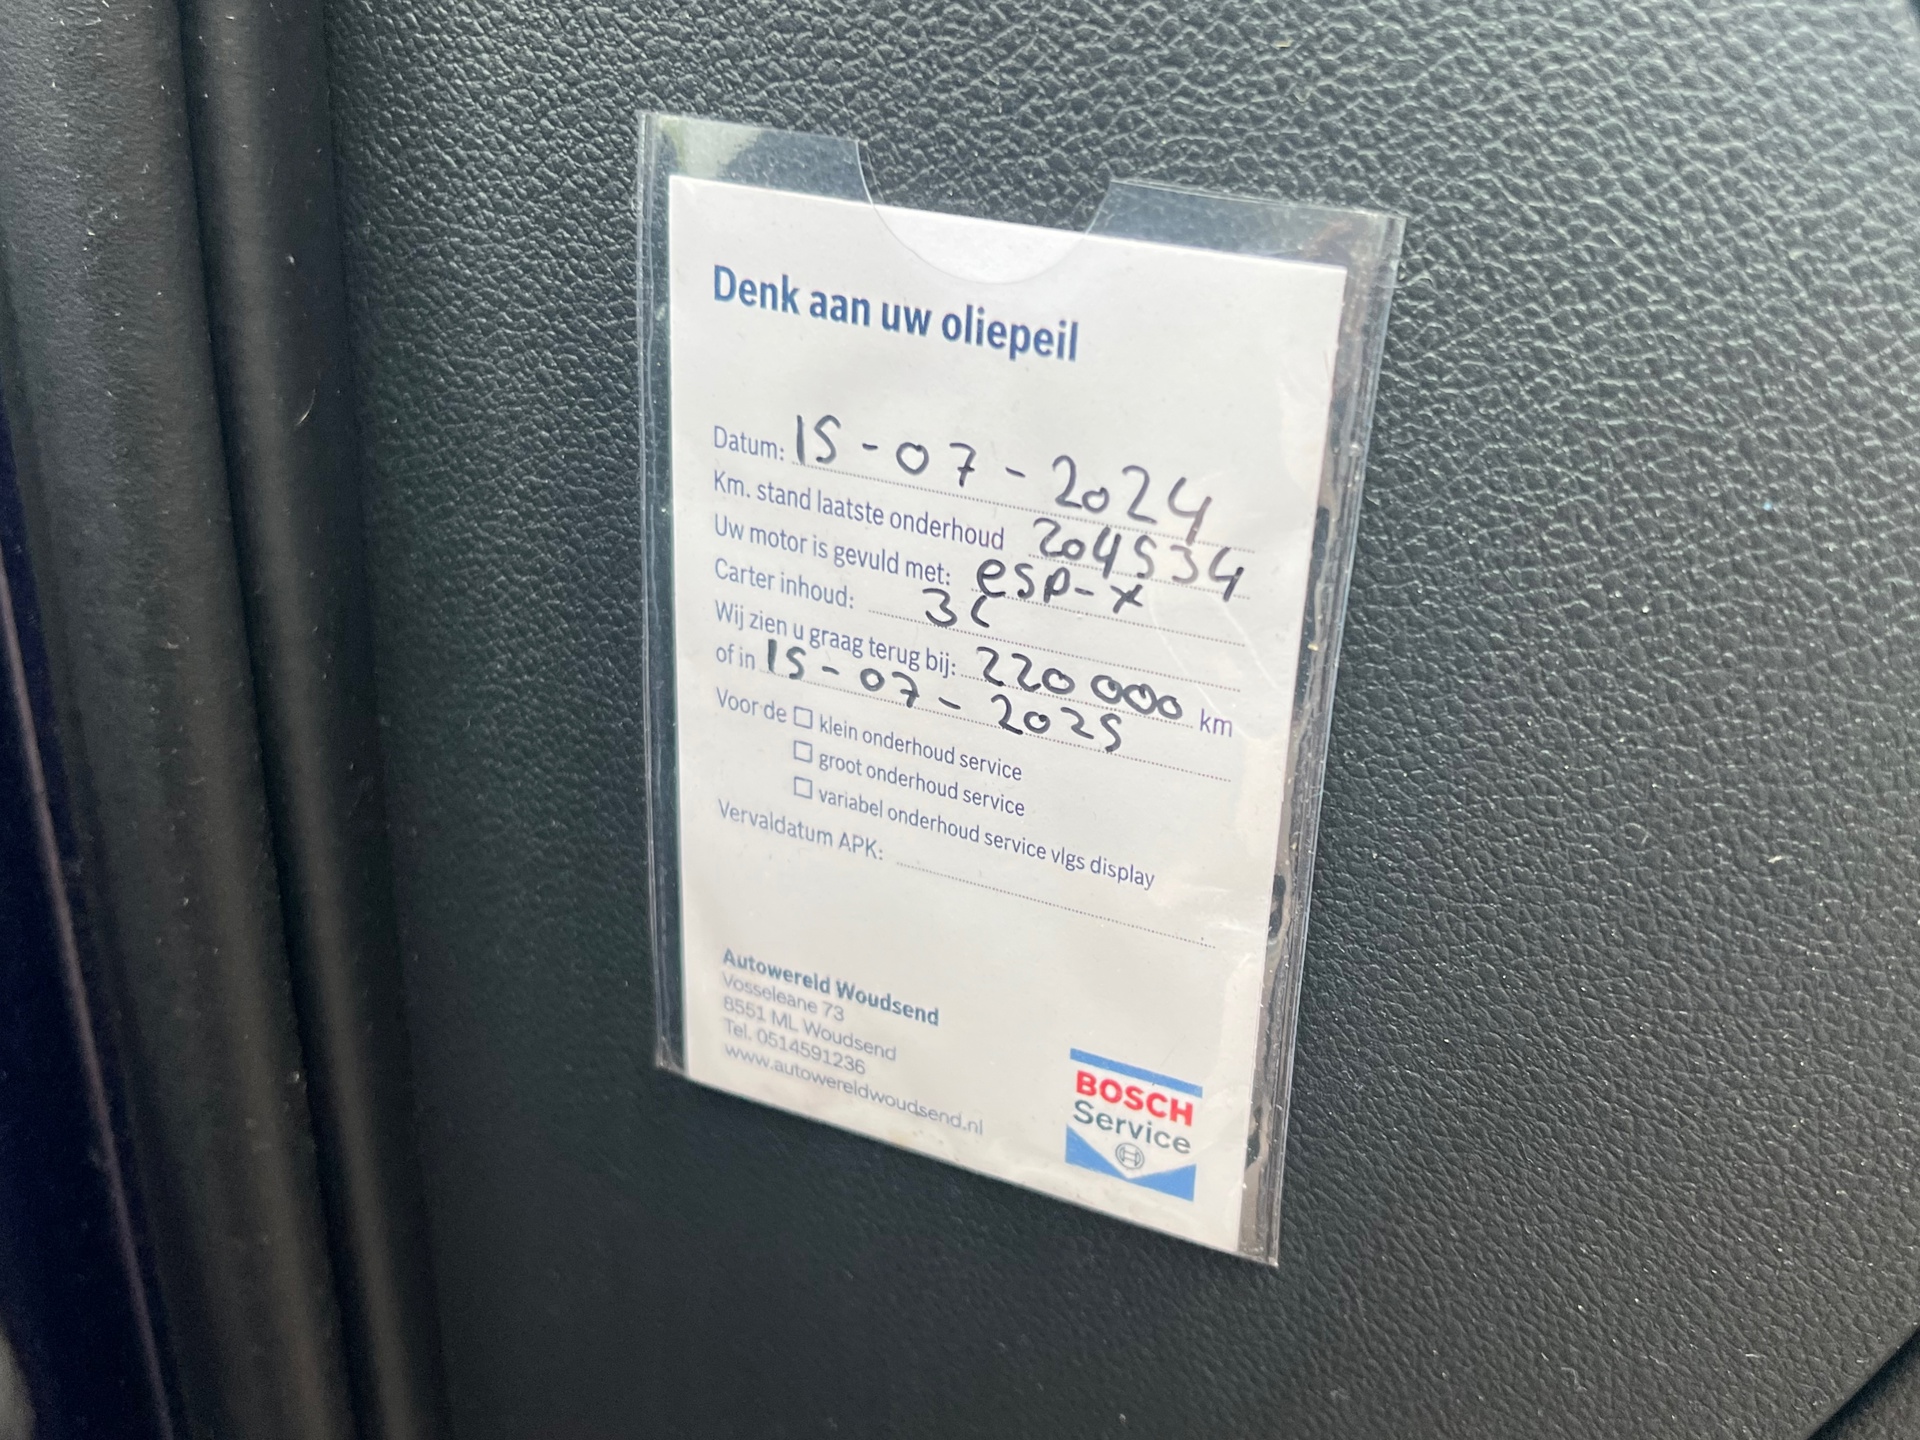 Denk aan uw oliepeil
Datum: 15-07-2024
Km. stand laatste onderhoud 204534
Uw motor is gevuld met: esp-x
Carter inhoud: 3L
Wij zien u graag terug bij: 220 000 km
of in 15-07-2025
Voor de ☐ klein onderhoud service
☐ groot onderhoud service
☐ variabel onderhoud service vlgs display
Vervaldatum APK:
Autowereld Woudsend
Vosseleane 73
8551 ML Woudsend
Tel. 0514591236
www.autowereldwoudsend.nl
BOSCH
Service